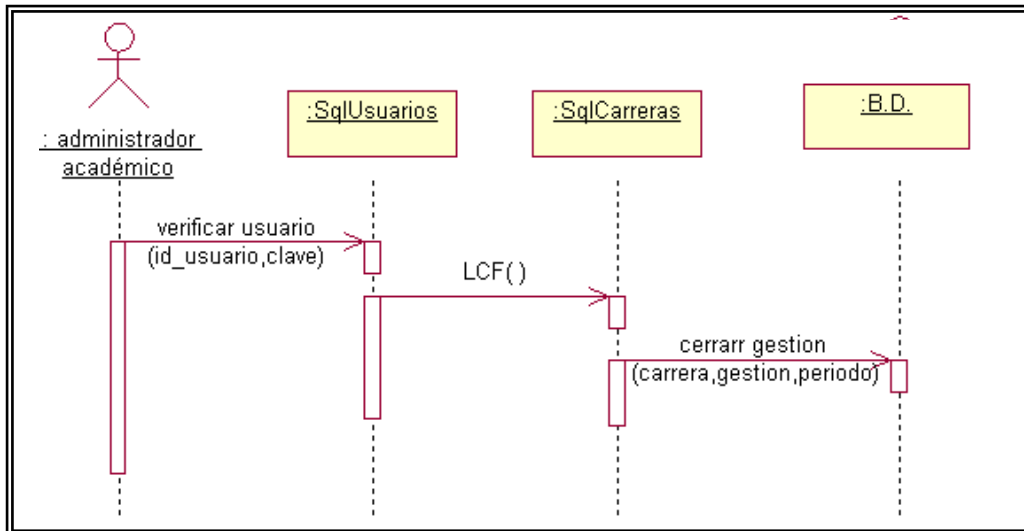 :SqlUsuarios
:SqlCarreras
:B.D.
: administrador
académico
verificar usuario
(id_usuario,clave)
LCF( )
cerrarr gestion
(carrera,gestion,periodo)